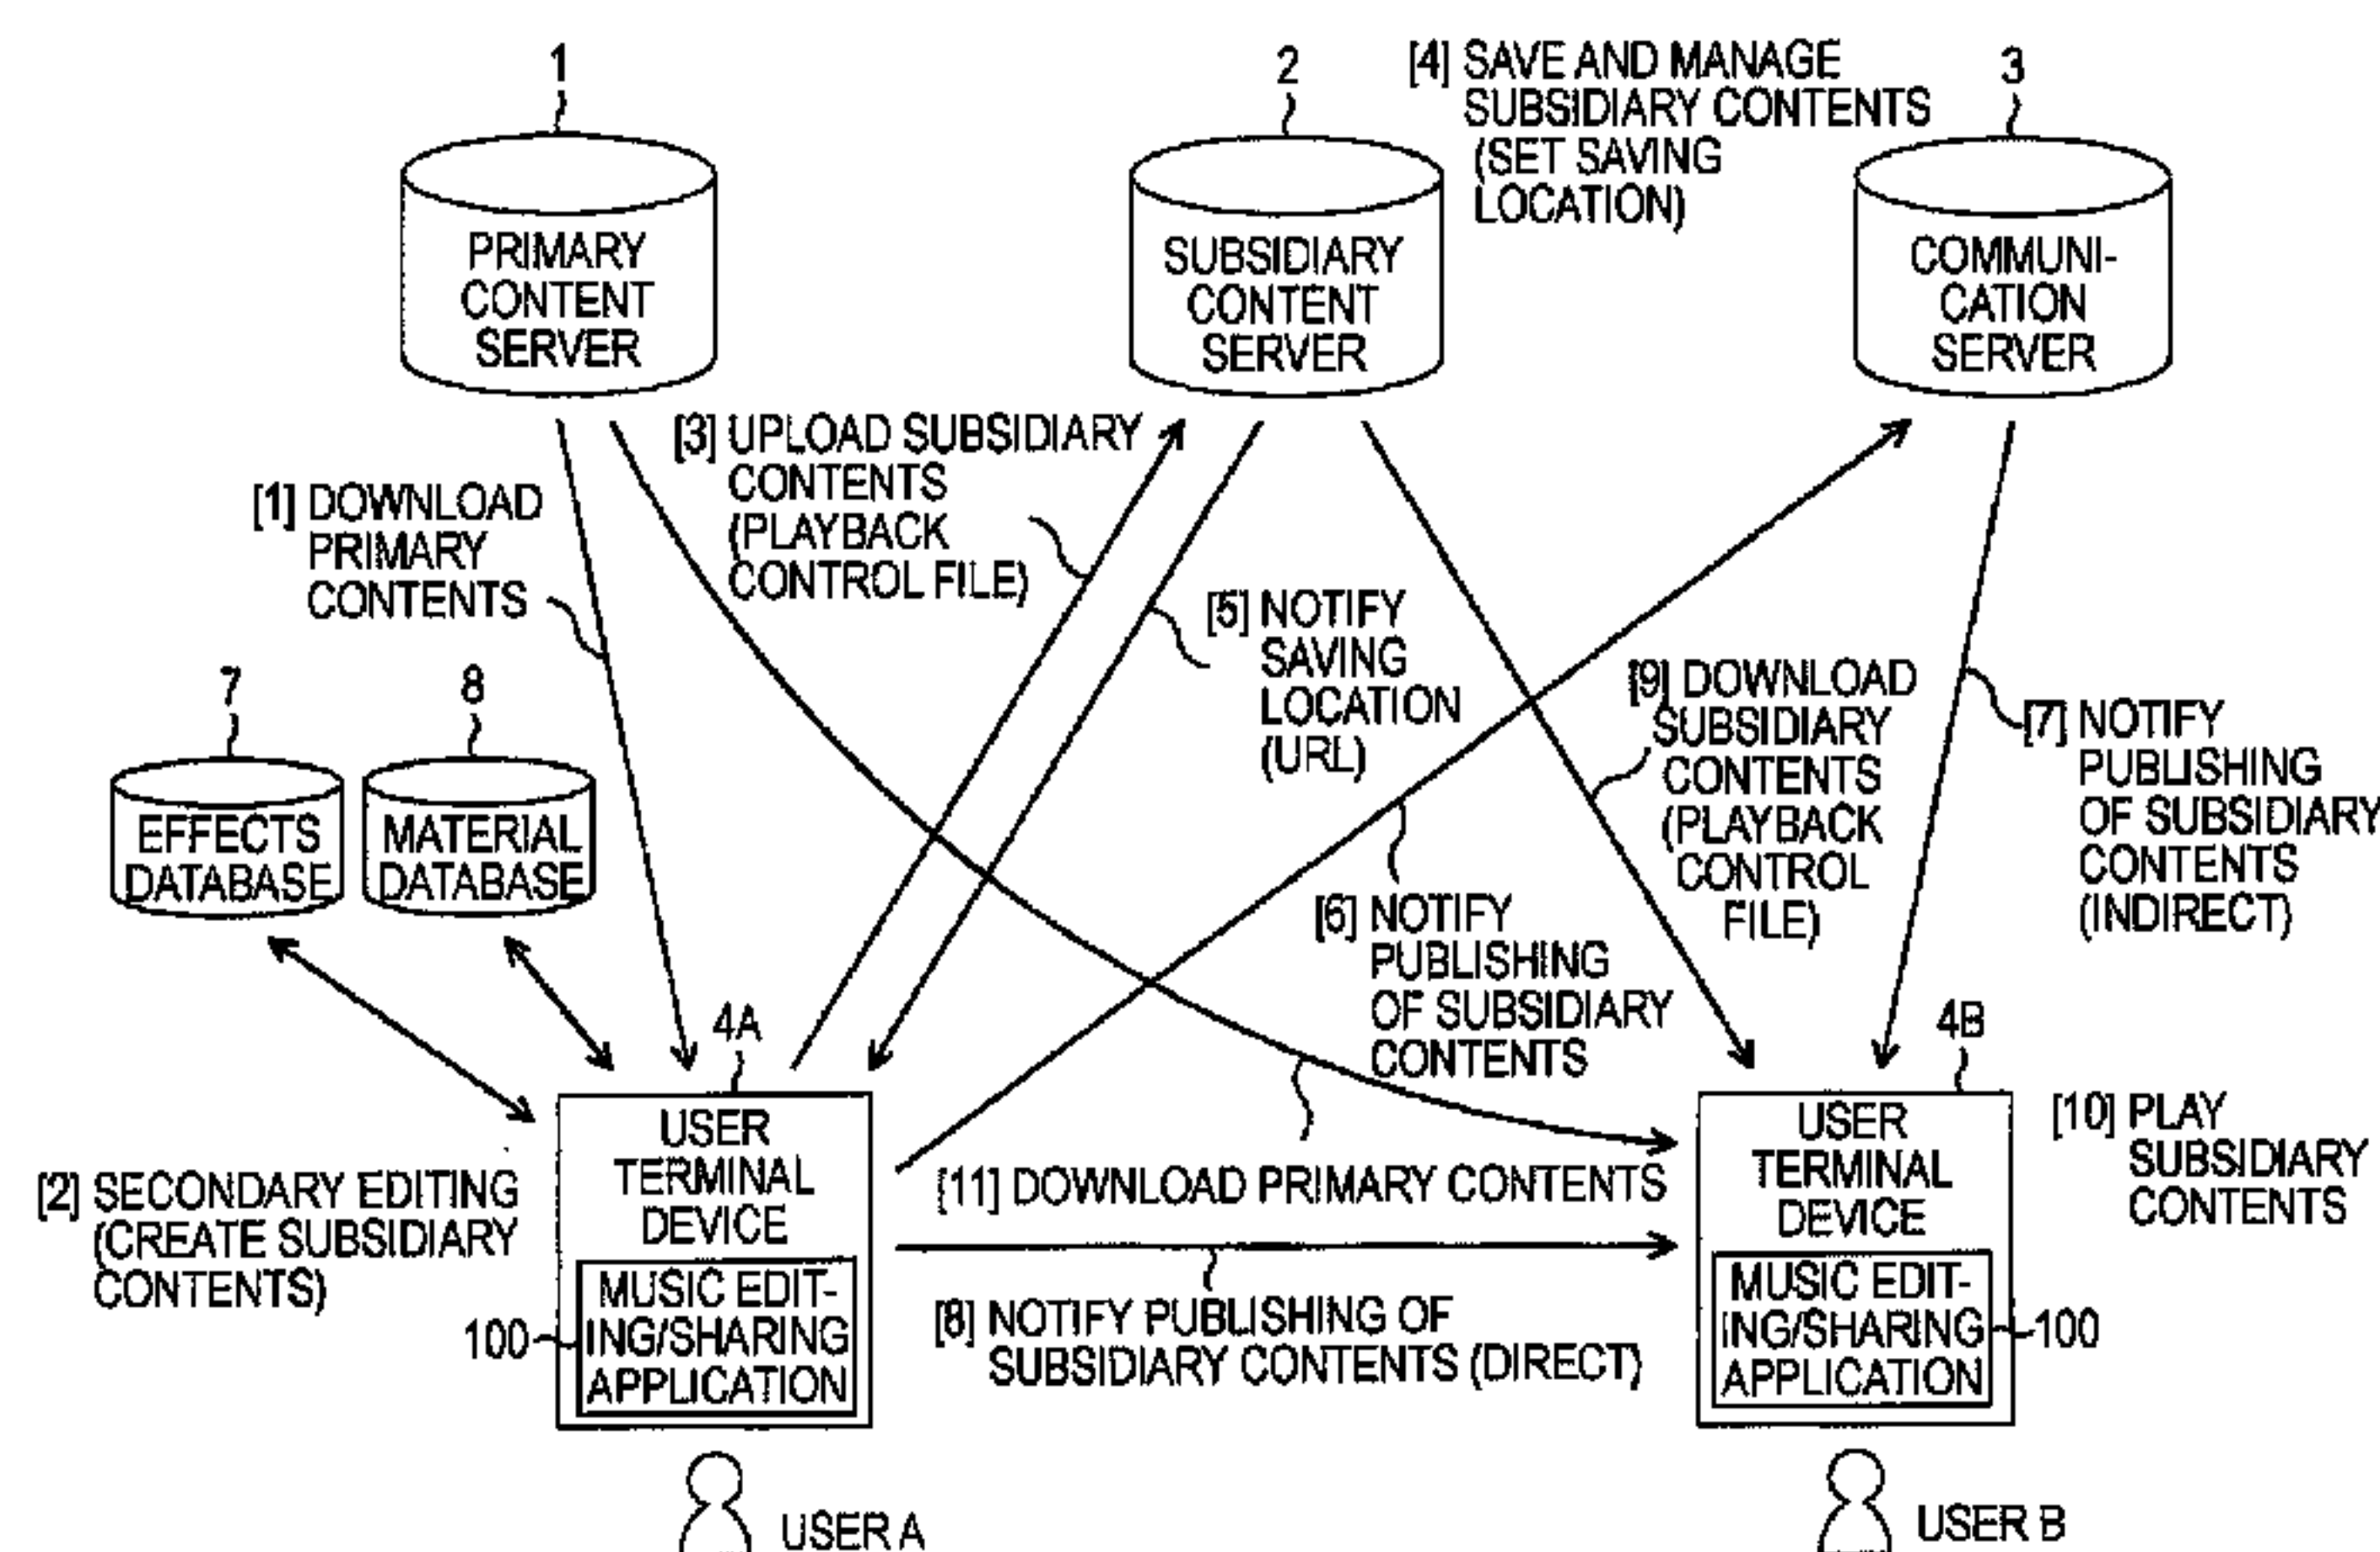 1
2
[4] SAVE AND MANAGE
SUBSIDIARY CONTENTS
(SET SAVING
LOCATION)
3
PRIMARY
CONTENT
SERVER
SUBSIDIARY
CONTENT
SERVER
COMMUNI-
CATION
SERVER
[3] UPLOAD SUBSIDIARY
CONTENTS
(PLAYBACK
CONTROL FILE)
[1] DOWNLOAD
PRIMARY
CONTENTS
[5] NOTIFY
SAVING
LOCATION
(URL)
[9] DOWNLOAD
SUBSIDIARY
CONTENTS
(PLAYBACK
CONTROL
FILE)
[7] NOTIFY
PUBLISHING
OF SUBSIDIARY
CONTENTS
(INDIRECT)
7
8
EFFECTS
DATABASE
MATERIAL
DATABASE
[6] NOTIFY
PUBLISHING
OF SUBSIDIARY
CONTENTS
4A
4B
[2] SECONDARY EDITING
(CREATE SUBSIDIARY
CONTENTS)
USER
TERMINAL
DEVICE
100
MUSIC EDIT-
ING/SHARING
APPLICATION
[11] DOWNLOAD PRIMARY CONTENTS
[8] NOTIFY PUBLISHING OF
SUBSIDIARY CONTENTS (DIRECT)
USER
TERMINAL
DEVICE
MUSIC EDIT-
ING/SHARING
APPLICATION
100
[10] PLAY
SUBSIDIARY
CONTENTS
USER A
USER B